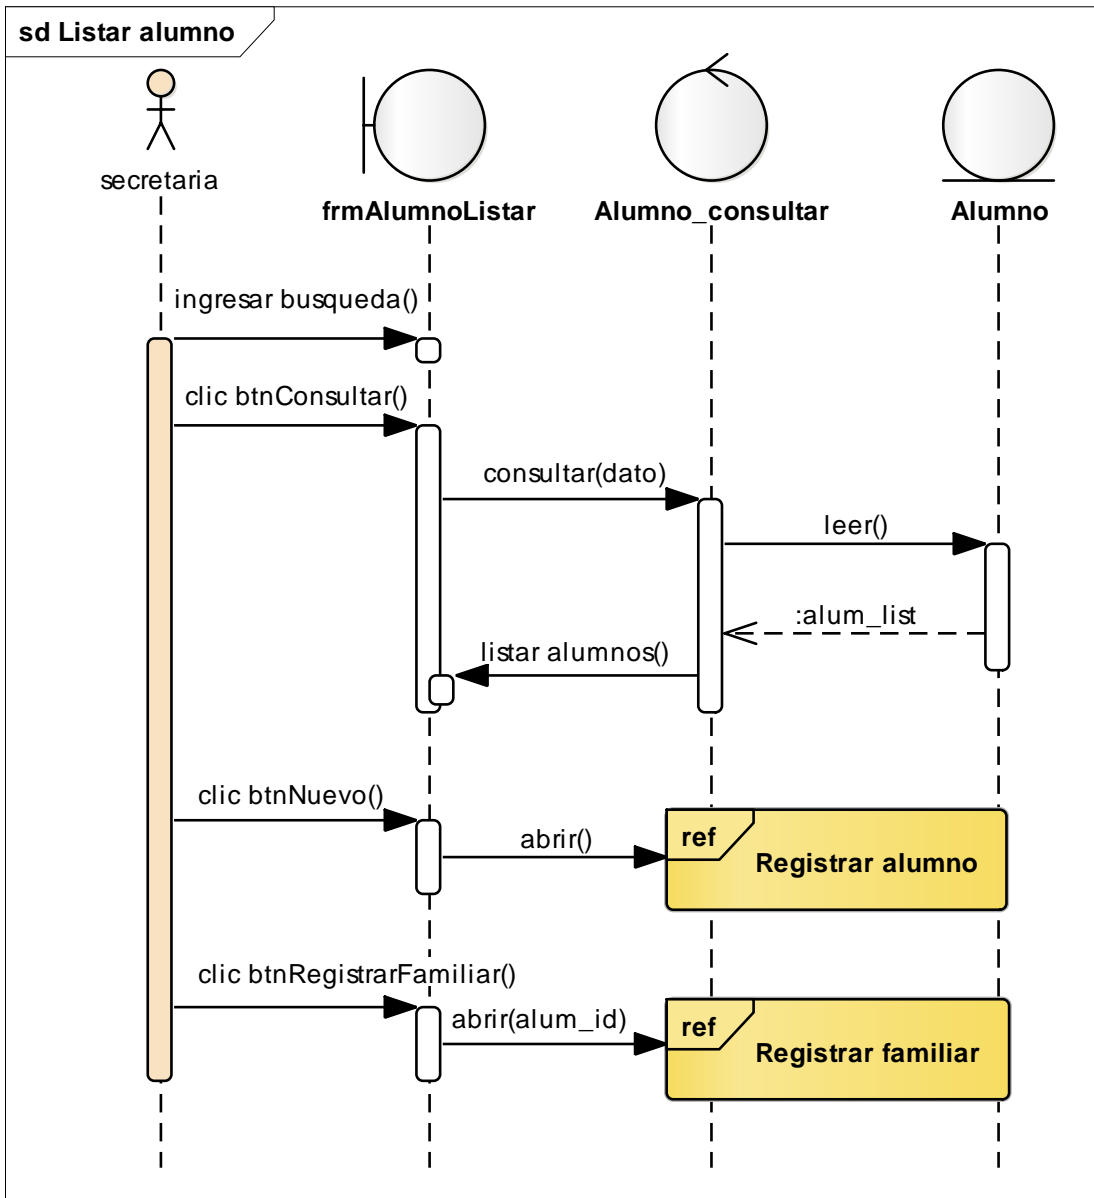 sd Listar alumno
secretaria
frmAlumnoListar
Alumno_consultar
Alumno
ingresar busqueda()
clic btnConsultar()
consultar(dato)
leer()
:alum_list
listar alumnos()
clic btnNuevo()
abrir()
ref
Registrar alumno
clic btnRegistrarFamiliar()
abrir(alum_id)
ref
Registrar familiar